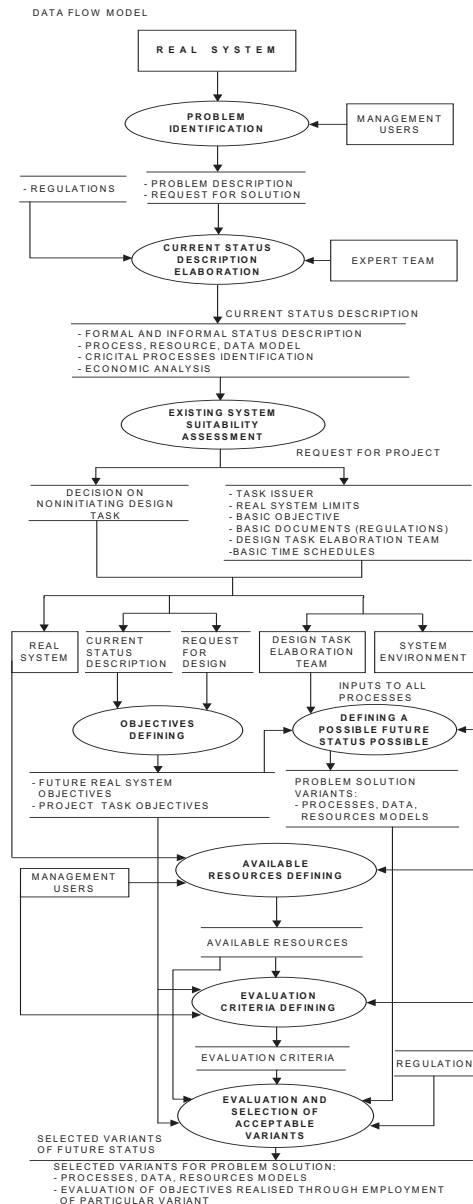 DATA FLOW MODEL
REAL SYSTEM
PROBLEM
IDENTIFICATION
MANAGEMENT
USERS
- REGULATIONS
- PROBLEM DESCRIPTION
- REQUEST FOR SOLUTION
CURRENT STATUS
DESCRIPTION
ELABORATION
EXPERT TEAM
CURRENT STATUS DESCRIPTION
- FORMAL AND INFORMAL STATUS DESCRIPTION
- PROCESS, RESOURCE, DATA MODEL
- CRICITAL PROCESSES IDENTIFICATION
- ECONOMIC ANALYSIS
EXISTING SYSTEM
SUITABILITY
ASSESSMENT
REQUEST FOR PROJECT
DECISION ON
NONINITIATING DESIGN
TASK
- TASK ISSUER
- REAL SYSTEM LIMITS
- BASIC OBJECTIVE
- BASIC DOCUMENTS (REGULATIONS)
- DESIGN TASK ELABORATION TEAM
-BASIC TIME SCHEDULES
REAL
SYSTEM
CURRENT
STATUS
DESCRIPTION
REQUEST
FOR
DESIGN
DESIGN TASK
ELABORATION
TEAM
SYSTEM
ENVIRONMENT
INPUTS TO ALL
PROCESSES
OBJECTIVES
DEFINING
DEFINING A
POSSIBLE FUTURE
STATUS POSSIBLE
- FUTURE REAL SYSTEM
OBJECTIVES
- PROJECT TASK OBJECTIVES
PROBLEM SOLUTION
VARIANTS:
- PROCESSES, DATA,
RESOURCES MODELS
MANAGEMENT
USERS
AVAILABLE
RESOURCES DEFINING
AVAILABLE RESOURCES
EVALUATION
CRITERIA DEFINING
EVALUATION CRITERIA
REGULATION
EVALUATION AND
SELECTION OF
ACCEPTABLE
VARIANTS
SELECTED VARIANTS
OF FUTURE STATUS
SELECTED VARIANTS FOR PROBLEM SOLUTION:
- PROCESSES, DATA, RESOURCES MODELS
- EVALUATION OF OBJECTIVES REALISED THROUGH EMPLOYMENT
OF PARTICULAR VARIANT